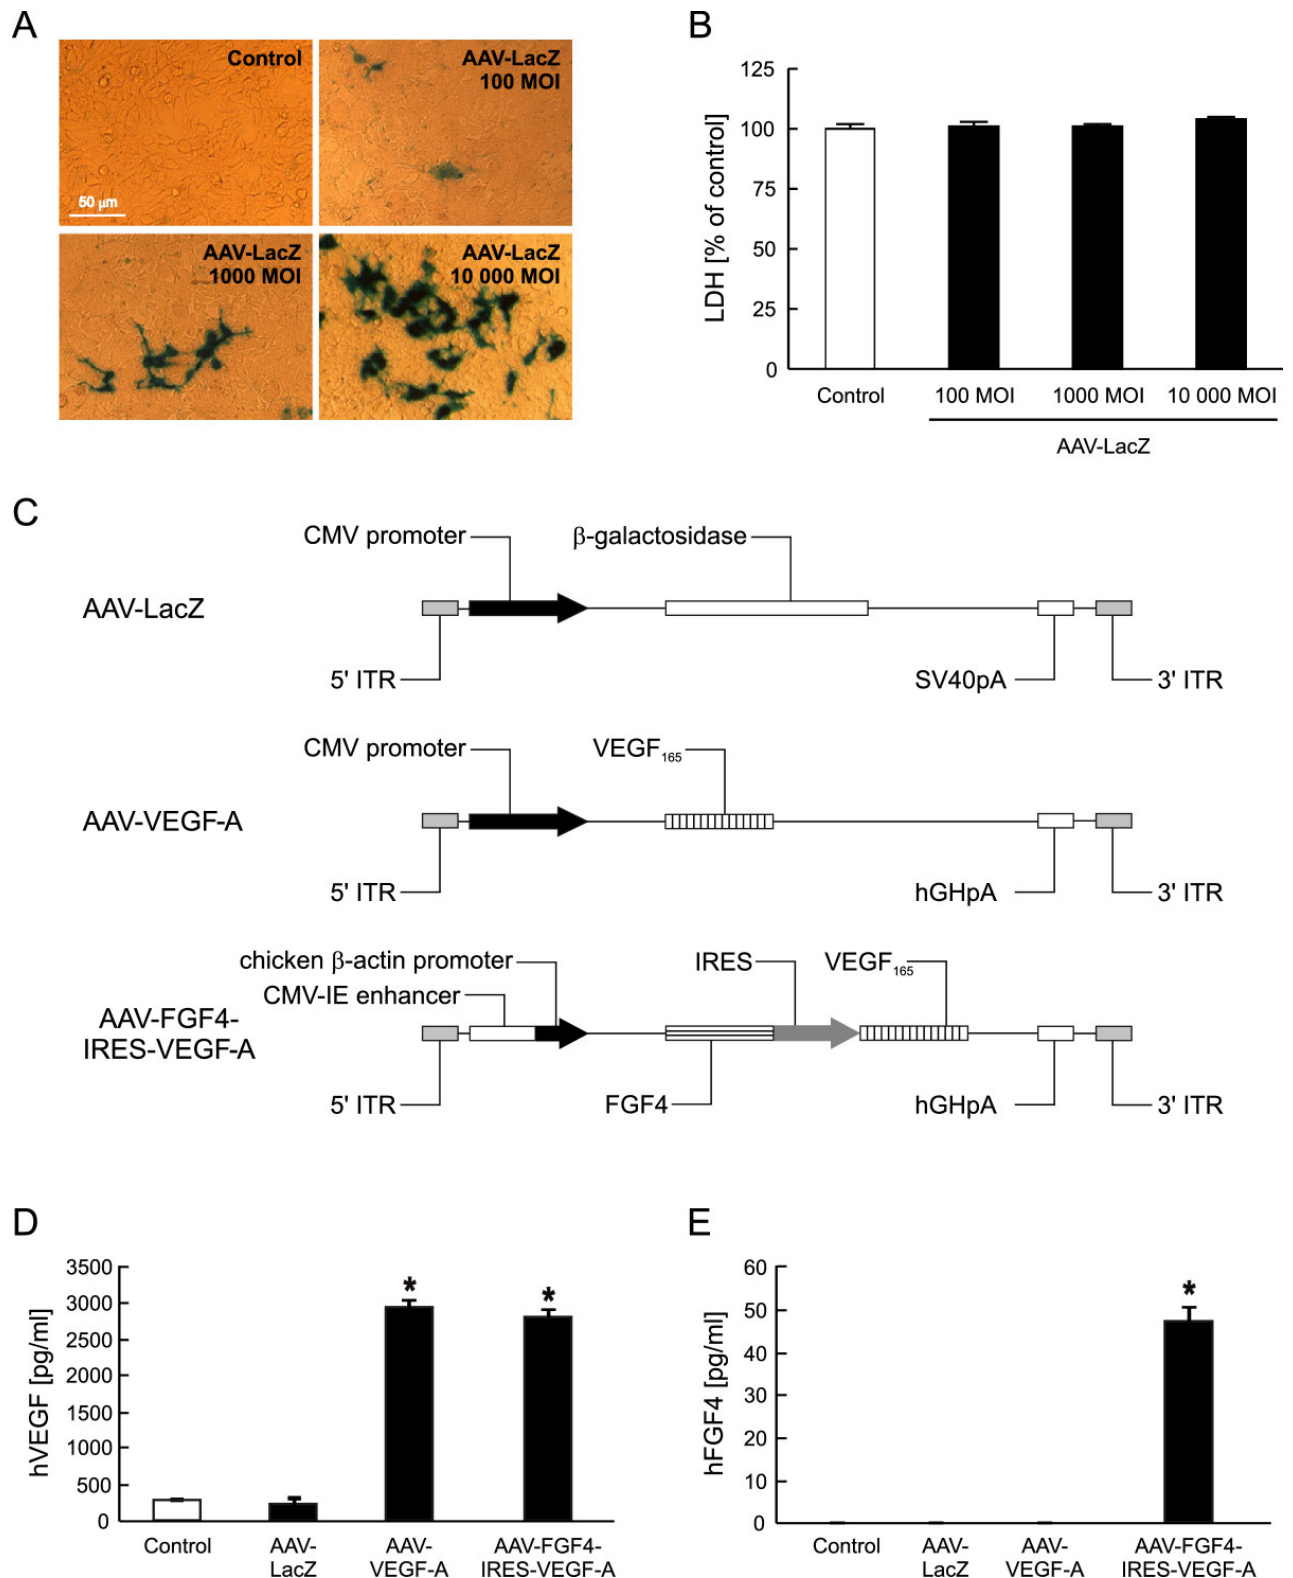 A
Control
50 μm
AAV-LacZ
100 MOI
AAV-LacZ
1000 MOI
AAV-LacZ
10 000 MOI
B
LDH [% of control]
125
100
75
50
25
0
Control
100 MOI
1000 MOI
10 000 MOI
AAV-LacZ
C
AAV-LacZ
CMV promoter
β-galactosidase
5' ITR
SV40pA
3' ITR
AAV-VEGF-A
CMV promoter
VEGF165
5' ITR
hGHpA
3' ITR
AAV-FGF4-
IRES-VEGF-A
chicken β-actin promoter
CMV-IE enhancer
IRES
VEGF165
5' ITR
FGF4
hGHpA
3' ITR
D
hVEGF [pg/ml]
3500
3000
2500
2000
1500
1000
500
0
*
*
Control
AAV-
LacZ
AAV-
VEGF-A
AAV-FGF4-
IRES-VEGF-A
E
hFGF4 [pg/ml]
60
50
40
30
20
10
0
*
Control
AAV-
LacZ
AAV-
VEGF-A
AAV-FGF4-
IRES-VEGF-A